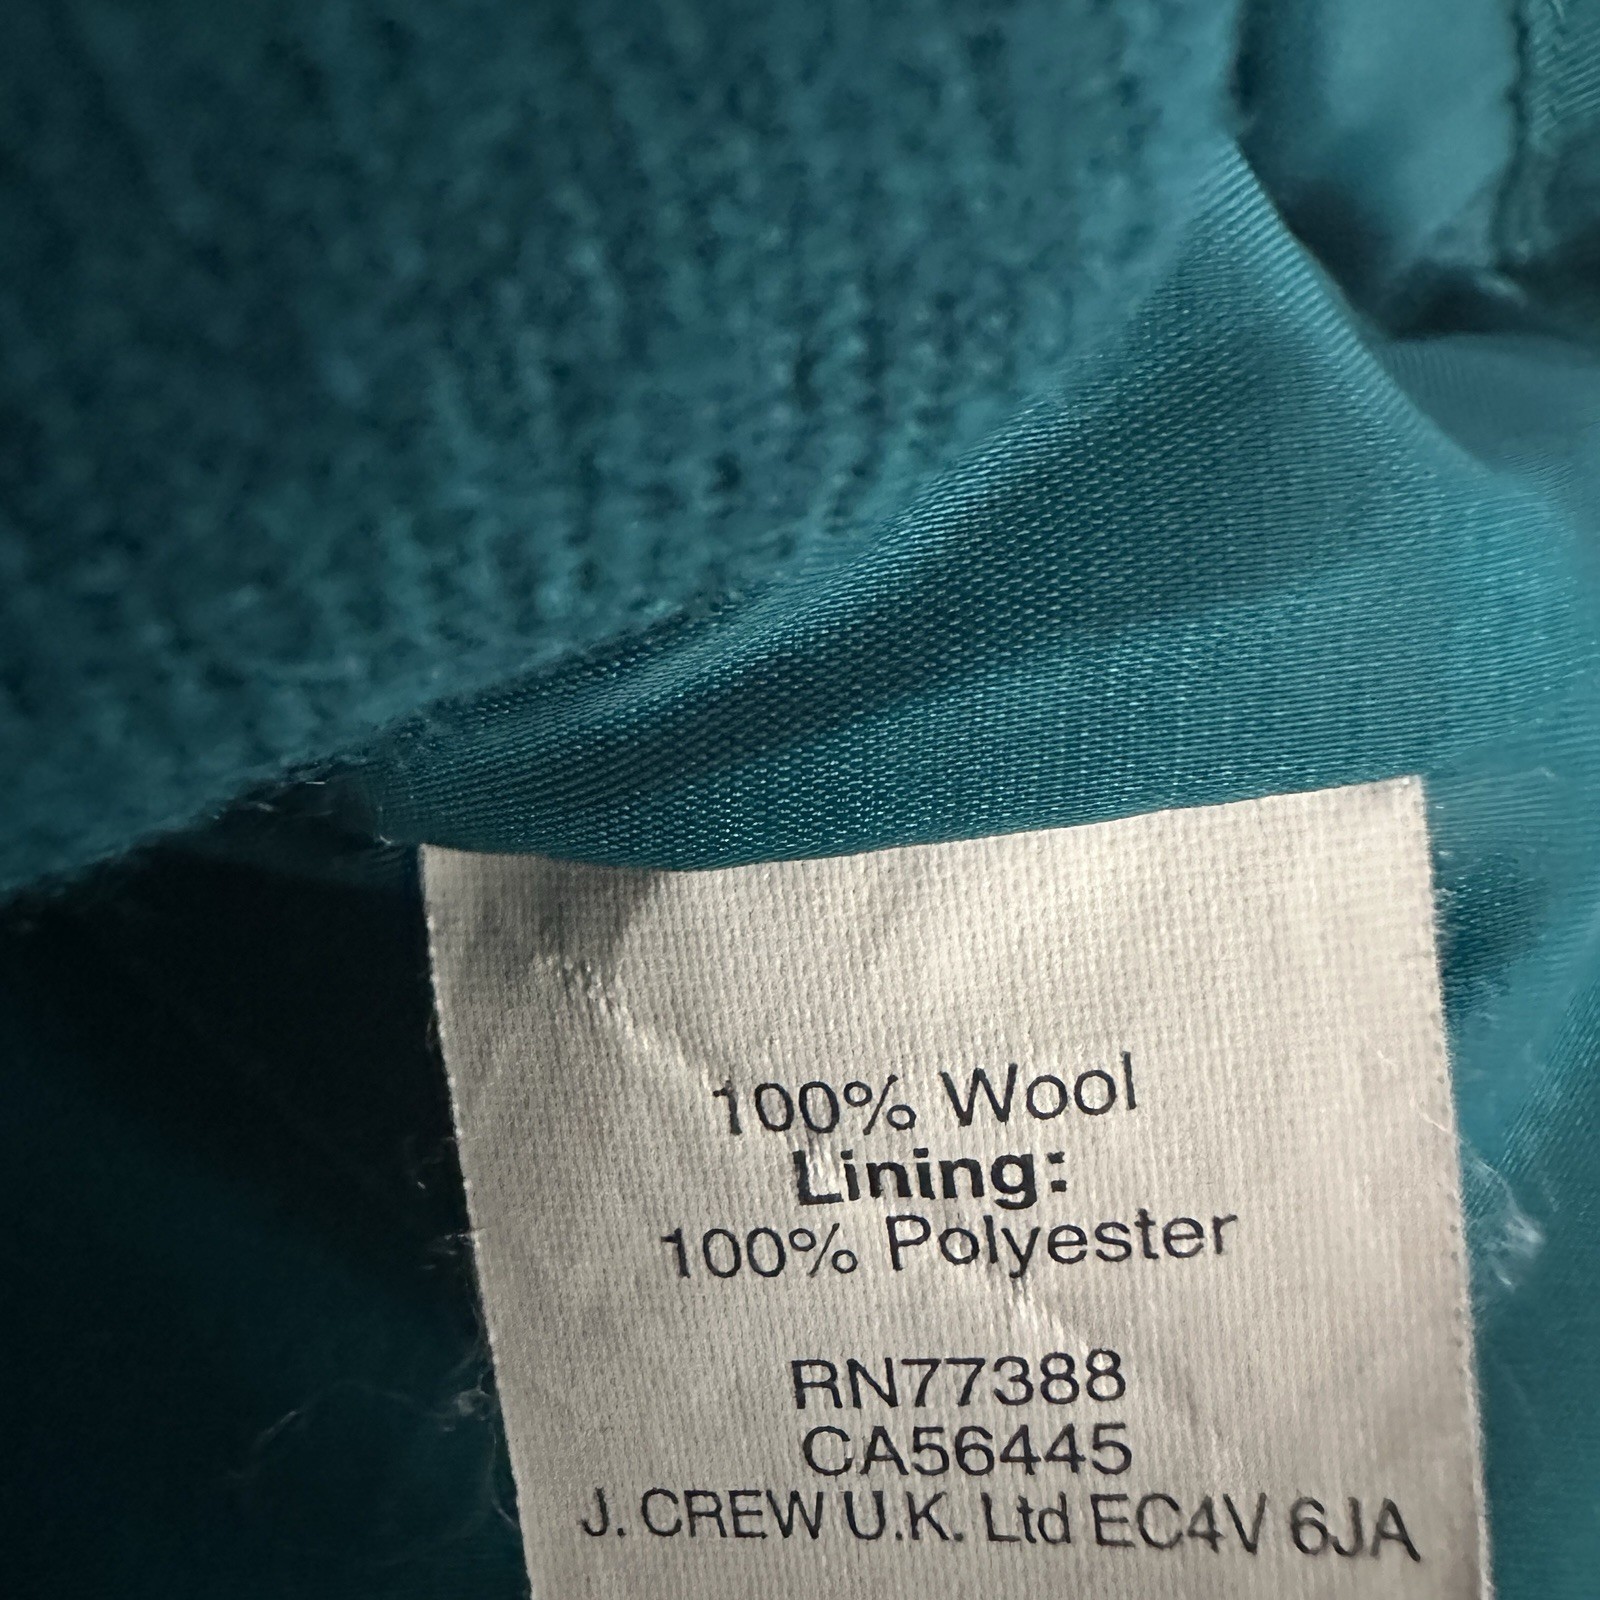 100% Wool
Lining:
100% Polyester
RN77388
CA56445
J. CREW U.K. Ltd EC4V 6JA